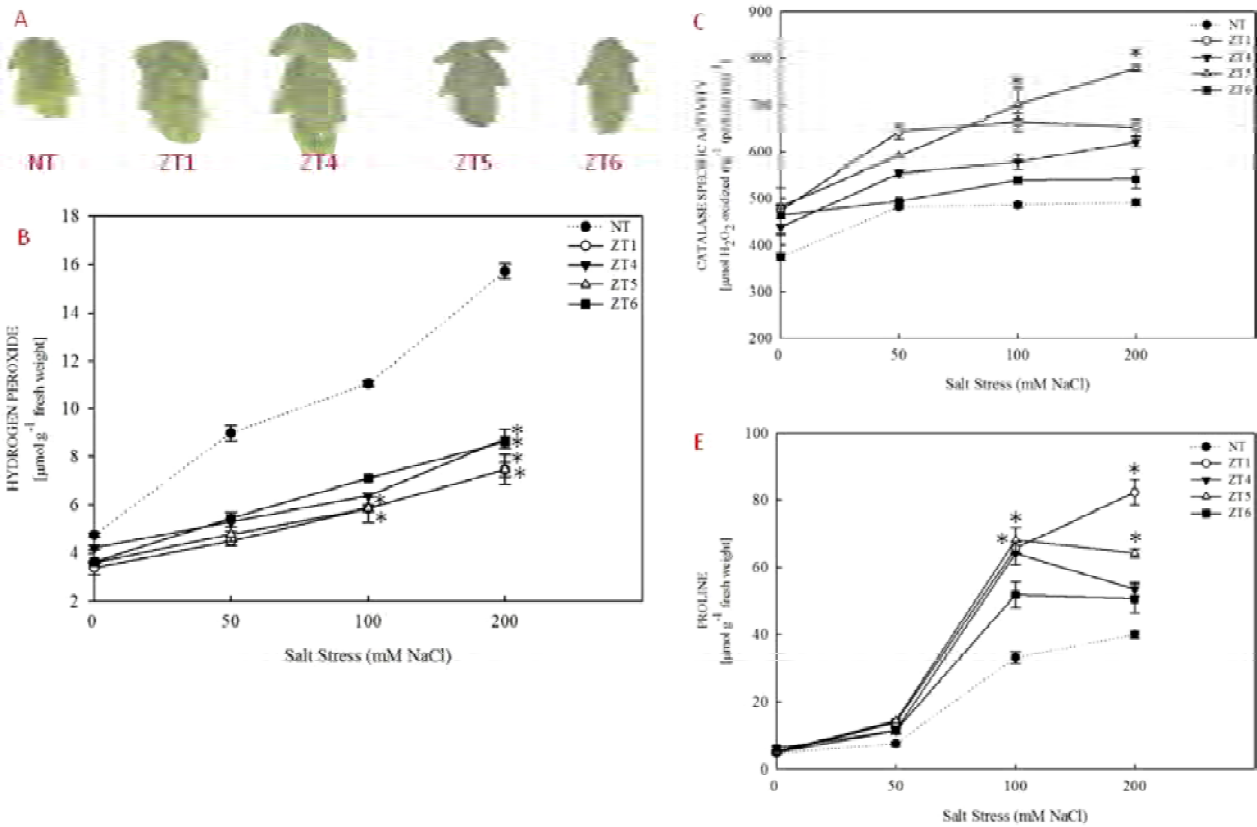 A
NT
ZT1
ZT4
ZT5
ZT6
B
18
16
14
12
10
8
6
4
2
HYDROGEN PEROXIDE
[µmol g-1 fresh weight]
0
50
100
200
Salt Stress (mM NaCl)
NT
ZT1
ZT4
ZT5
ZT6
*
*
*
*
*
*
C
900
800
700
600
500
400
300
200
CATALASE SPECIFIC ACTIVITY
[µmol H2O2 oxidized
0
50
100
200
Salt Stress (mM NaCl)
NT
ZT1
ZT4
ZT5
ZT6
*
*
E
100
80
60
40
20
0
PROLINE
[µmol g-1 fresh weight]
0
50
100
200
Salt Stress (mM NaCl)
NT
ZT1
ZT4
ZT5
ZT6
*
*
*
*